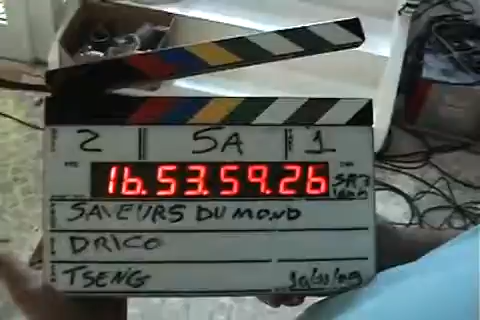 2 5A 1
16.53.59.26
SAVEURS DU MOND
DRICO
TSENG